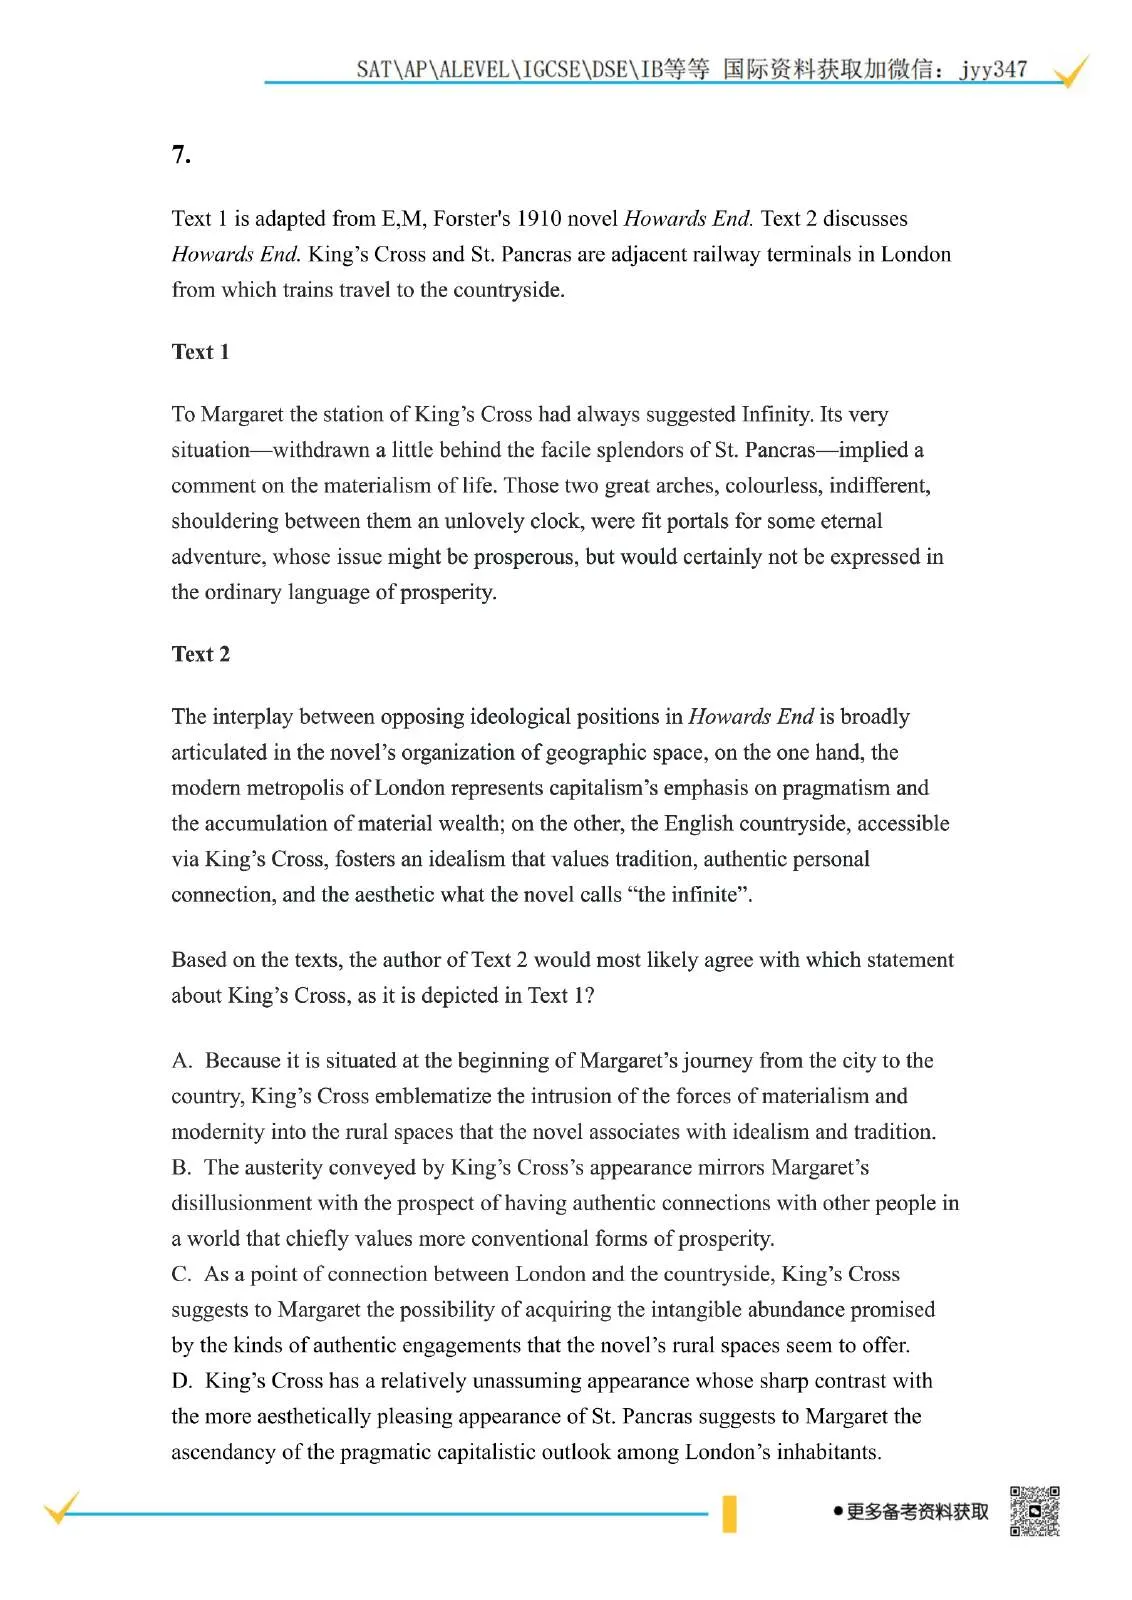 SAT\AP\ALEVEL\IGCSE\DSE\IB等等 国际资料获取加微信：jyy347
7.
Text 1 is adapted from E,M, Forster's 1910 novel Howards End. Text 2 discusses
Howards End. King's Cross and St. Pancras are adjacent railway terminals in London
from which trains travel to the countryside.
Text 1
To Margaret the station of King's Cross had always suggested Infinity. Its very
situation—withdrawn a little behind the facile splendors of St. Pancras—implied a
comment on the materialism of life. Those two great arches, colourless, indifferent,
shouldering between them an unlovely clock, were fit portals for some eternal
adventure, whose issue might be prosperous, but would certainly not be expressed in
the ordinary language of prosperity.
Text 2
The interplay between opposing ideological positions in Howards End is broadly
articulated in the novel's organization of geographic space, on the one hand, the
modern metropolis of London represents capitalism's emphasis on pragmatism and
the accumulation of material wealth; on the other, the English countryside, accessible
via King's Cross, fosters an idealism that values tradition, authentic personal
connection, and the aesthetic what the novel calls “the infinite”.
Based on the texts, the author of Text 2 would most likely agree with which statement
about King's Cross, as it is depicted in Text 1?
A. Because it is situated at the beginning of Margaret's journey from the city to the
country, King's Cross emblematize the intrusion of the forces of materialism and
modernity into the rural spaces that the novel associates with idealism and tradition.
B. The austerity conveyed by King's Cross's appearance mirrors Margaret's
disillusionment with the prospect of having authentic connections with other people in
a world that chiefly values more conventional forms of prosperity.
C. As a point of connection between London and the countryside, King's Cross
suggests to Margaret the possibility of acquiring the intangible abundance promised
by the kinds of authentic engagements that the novel's rural spaces seem to offer.
D. King's Cross has a relatively unassuming appearance whose sharp contrast with
the more aesthetically pleasing appearance of St. Pancras suggests to Margaret the
ascendancy of the pragmatic capitalistic outlook among London's inhabitants.
●更多备考资料获取